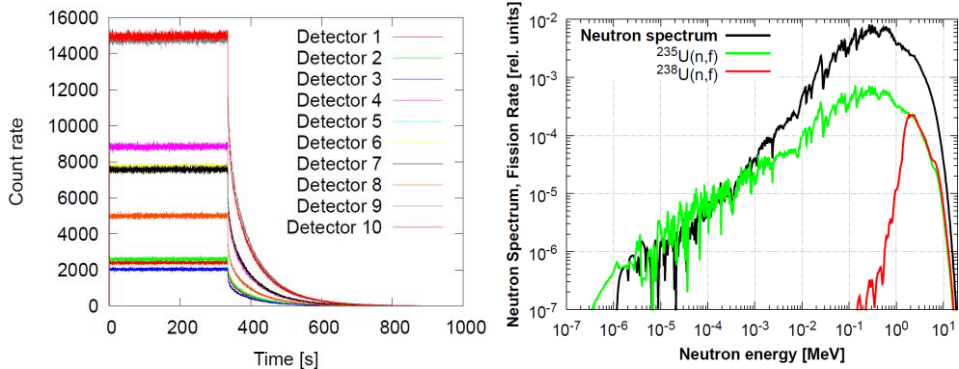 Count rate
16000
14000
12000
10000
8000
6000
4000
2000
0
0
200
400
600
800
1000
Time [s]
Detector 1
Detector 2
Detector 3
Detector 4
Detector 5
Detector 6
Detector 7
Detector 8
Detector 9
Detector 10
Neutron Spectrum, Fission Rate [rel. units]
10⁻²
10⁻³
10⁻⁴
10⁻⁵
10⁻⁶
10⁻⁷
10⁻⁷
10⁻⁶
10⁻⁵
10⁻⁴
10⁻³
10⁻²
10⁻¹
10⁰
10¹
Neutron energy [MeV]
Neutron spectrum
²³⁵U(n,f)
²³⁸U(n,f)